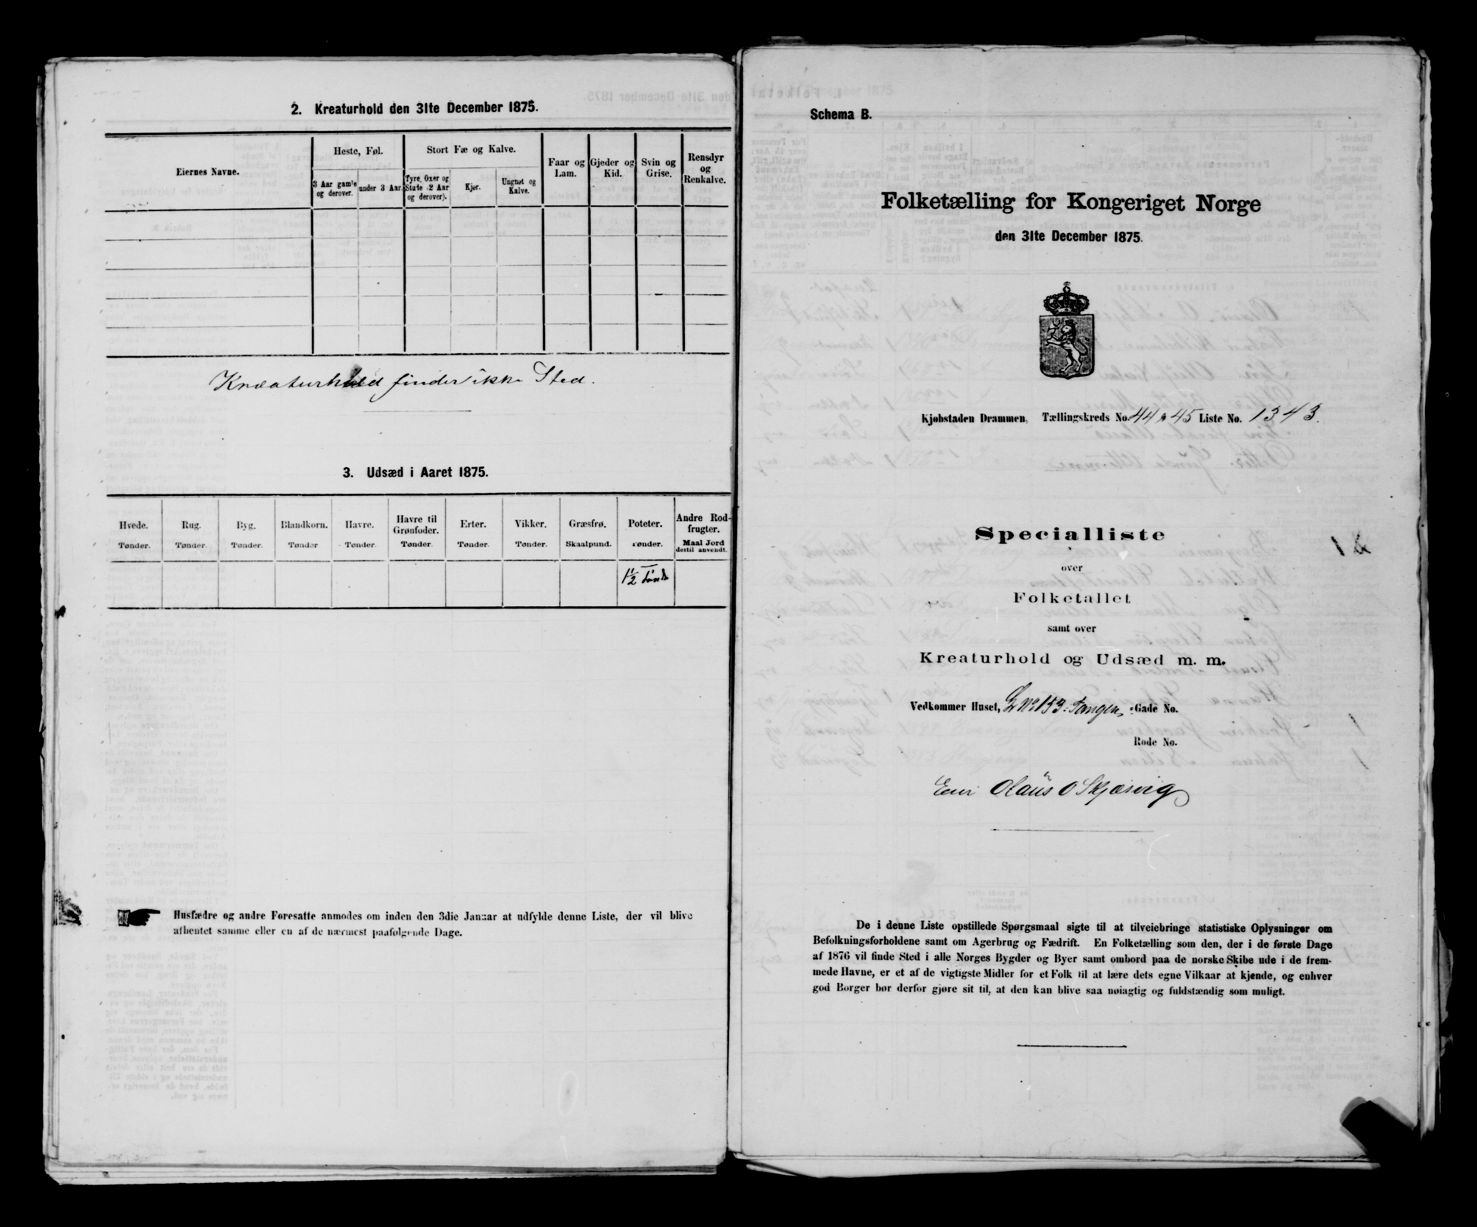 2. Kreaturhold den 31te December 1875.
Eiernes Navne.
Heste, Føl.
3 Aar gamle og derover.
under 3 Aar.
Stort Fæ og Kalve.
Tyre, Oxer og Stude (2 Aar og derover).
Kjør.
Ungnøt og Kalve.
Faar og Lam.
Gjeder og Kid.
Svin og Grise.
Rensdyr og Renkalve.
Kreaturhold finder ikke Sted.
3. Udsæd i Aaret 1875.
Hvede. Rug. Byg. Blandkorn. Havre. Havre til Grønfoder. Erter. Vikker. Græsfrø. Poteter. Andre Rodfrugter.
Tønder. Tønder. Tønder. Tønder Tønder. Tønder. Tønder. Tønder. Skaalpund. Tønder. Maal Jord dertil anvendt.
1½
Husfædre og andre Foresatte anmodes om inden den 3die Januar at udfylde denne Liste, der vil blive
afhentet samme eller en af de nærmest paafølgende Dage.
Schema B.
Folketælling for Kongeriget Norge
den 31te December 1875.
Kjøbstaden Drammen, Tællingskreds No. 44 & 45 Liste No. 1343.
Specialliste
over
Folketallet
samt over
Kreaturhold og Udsæd m. m.
Vedkommer Huset, L No 153. Tangen. Gade No.
Rode No.
Eier Olaüs O Skjærvig
De i denne Liste opstillede Spørgsmaal sigte til at tilveiebringe statistiske Oplysninger om
Befolkningsforholdene samt om Agerbrug og Fædrift. En Folketælling som den, der i de første Dage
af 1876 vil finde Sted i alle Norges Bygder og Byer samt ombord paa de norske Skibe ude i de frem-
mede Havne, er et af de vigtigste Midler for et Folk til at lære dets egne Vilkaar at kjende, og enhver
god Borger bør derfor gjøre sit til, at den kan blive saa nøiagtig og fuldstændig som muligt.